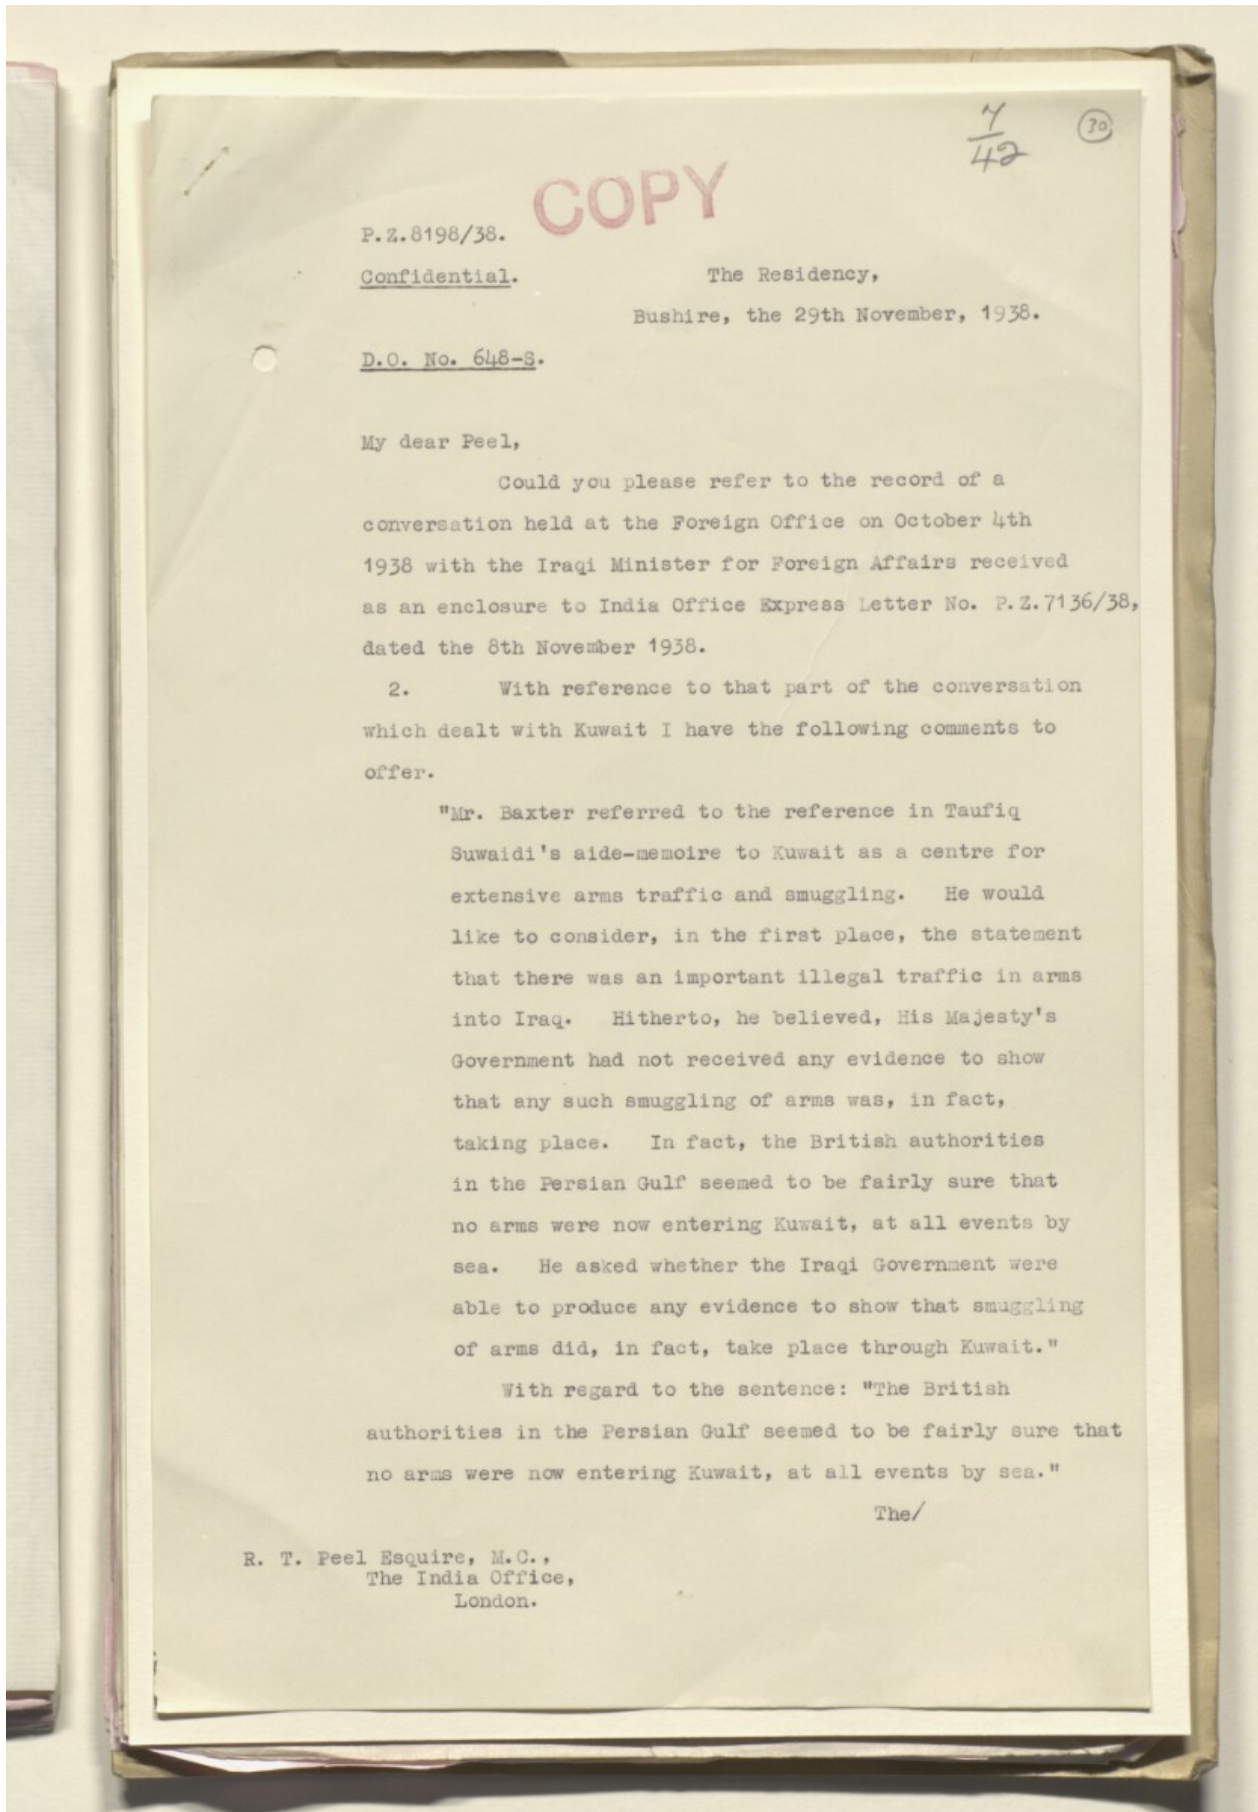 7
42
30
COPY
P.Z.8198/38.
Confidential.
The Residency,
Bushire, the 29th November, 1938.
D.O. No. 648-S.
My dear Peel,
Could you please refer to the record of a
conversation held at the Foreign Office on October 4th
1938 with the Iraqi Minister for Foreign Affairs received
as an enclosure to India Office Express Letter No. P.Z.7136/38,
dated the 8th November 1938.
2. With reference to that part of the conversation
which dealt with Kuwait I have the following comments to
offer.
"Mr. Baxter referred to the reference in Taufiq
Suwaidi's aide-memoire to Kuwait as a centre for
extensive arms traffic and smuggling. He would
like to consider, in the first place, the statement
that there was an important illegal traffic in arms
into Iraq. Hitherto, he believed, His Majesty's
Government had not received any evidence to show
that any such smuggling of arms was, in fact,
taking place. In fact, the British authorities
in the Persian Gulf seemed to be fairly sure that
no arms were now entering Kuwait, at all events by
sea. He asked whether the Iraqi Government were
able to produce any evidence to show that smuggling
of arms did, in fact, take place through Kuwait."
With regard to the sentence: "The British
authorities in the Persian Gulf seemed to be fairly sure that
no arms were now entering Kuwait, at all events by sea."
The/
R. T. Peel Esquire, M.C.,
The India Office,
London.